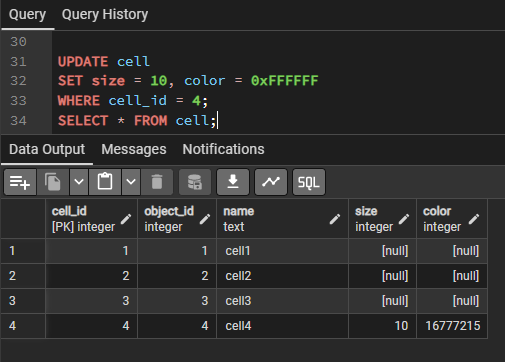 Query Query History
30
31 UPDATE cell
32 SET size = 10, color = 0xFFFFFF
33 WHERE cell_id = 4;
34 SELECT * FROM cell;
Data Output Messages Notifications
SQL
cell_id object_id name size color
[PK] integer integer text integer integer
1 1 1 cell1 [null] [null]
2 2 2 cell2 [null] [null]
3 3 3 cell3 [null] [null]
4 4 4 cell4 10 16777215